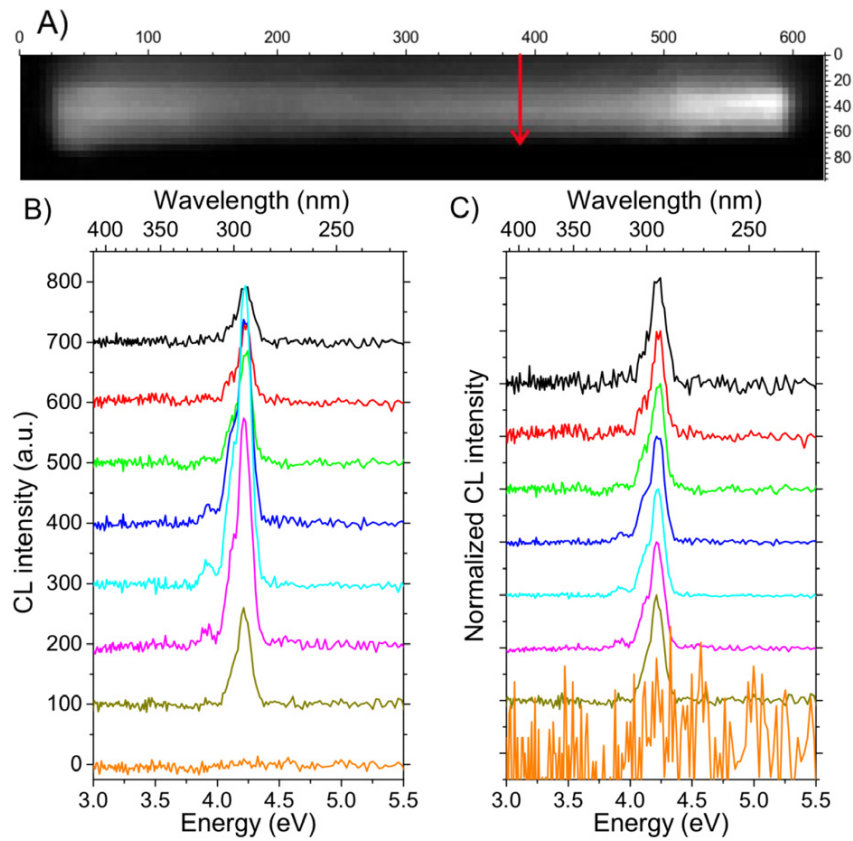 A)
0 100 200 300 400 500 600
0
20
40
60
80
B)
Wavelength (nm)
400 350 300 250
CL intensity (a.u.)
800
700
600
500
400
300
200
100
0
3.0 3.5 4.0 4.5 5.0 5.5
Energy (eV)
C)
Wavelength (nm)
400 350 300 250
Normalized CL intensity
3.0 3.5 4.0 4.5 5.0 5.5
Energy (eV)